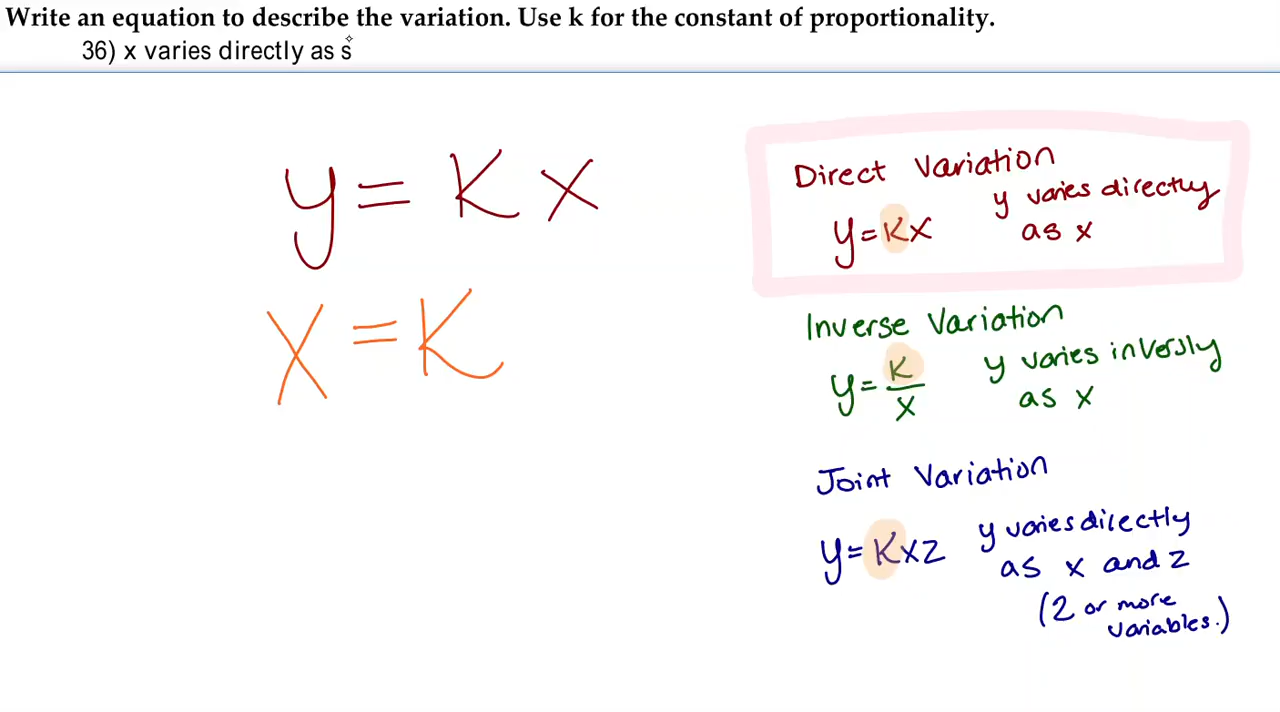 Write an equation to describe the variation. Use k for the constant of proportionality.
36) x varies directly as s
y = K x
X = K
Direct Variation
y = Kx y varies directly
as x
Inverse Variation
y = K/x y varies inversly
as x
Joint Variation
y = Kxz y varies directly
as x and z
(2 or more
variables.)